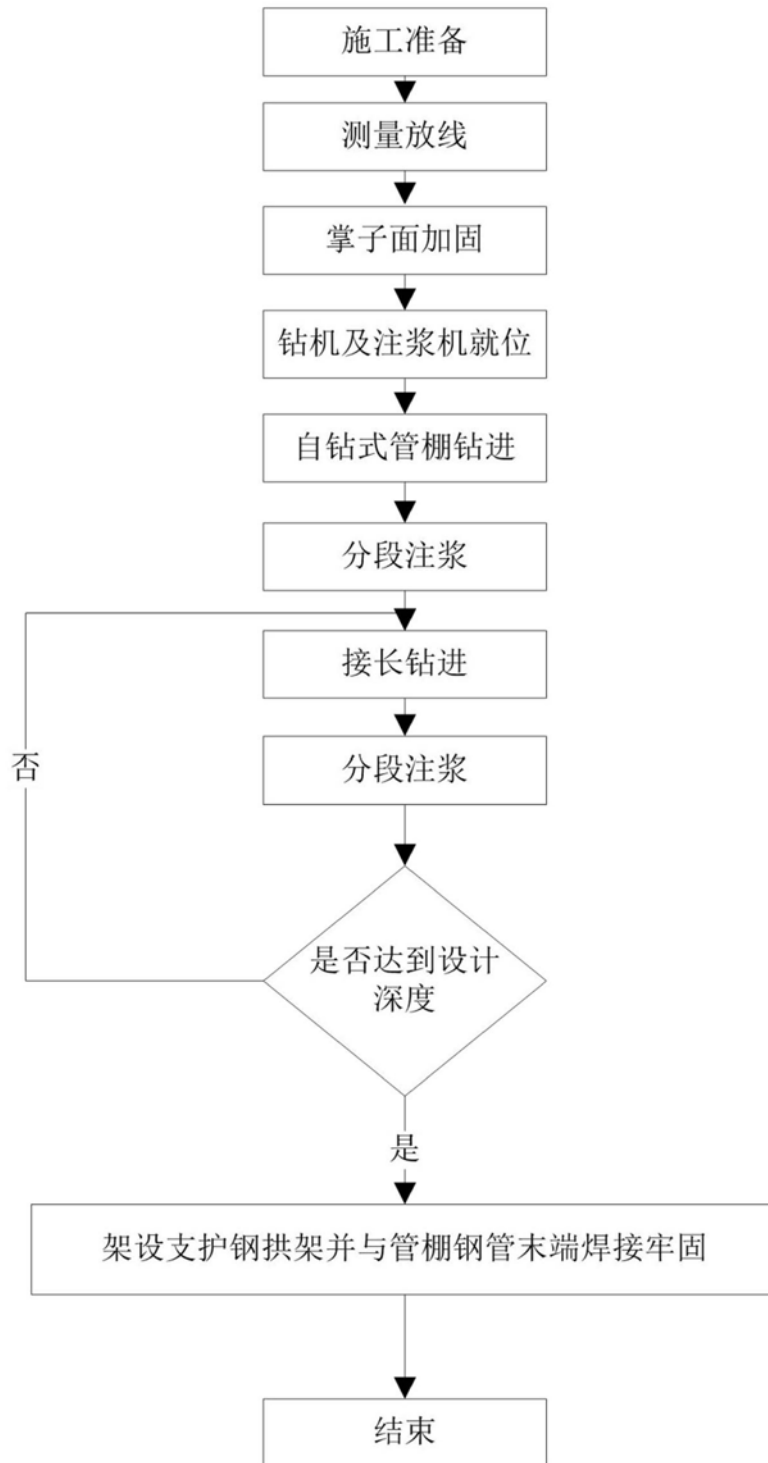 施工准备
测量放线
掌子面加固
钻机及注浆机就位
自钻式管棚钻进
分段注浆
接长钻进
分段注浆
否
是否达到设计
深度
是
架设支护钢拱架并与管棚钢管末端焊接牢固
结束